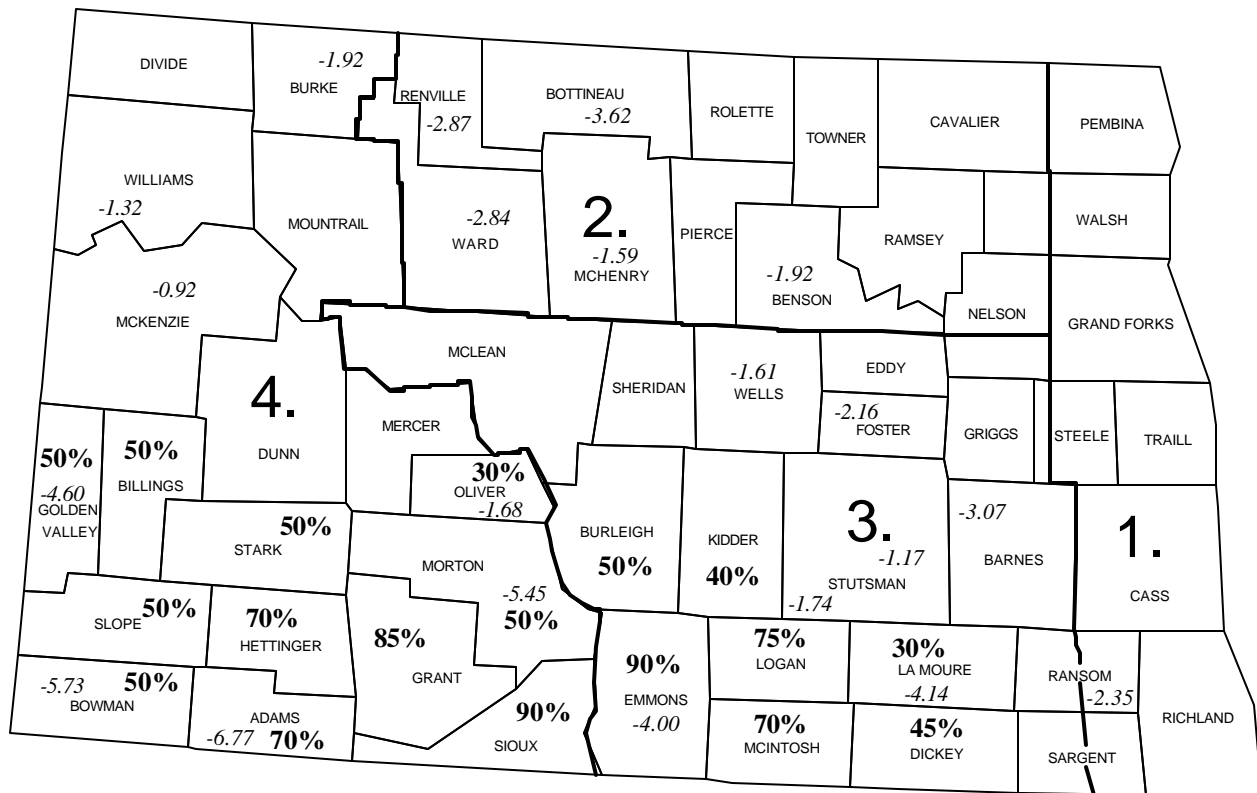 DIVIDE
-1.92
BURKE
RENVILLE
-2.87
BOTTINEAU
-3.62
ROLETTE
TOWNER
CAVALIER
PEMBINA
WILLIAMS
-1.32
MOUNTRAIL
-2.84
WARD
2.
-1.59
MCHENRY
PIERCE
-1.92
BENSON
RAMSEY
WALSH
NELSON
GRAND FORKS
-0.92
MCKENZIE
4.
DUNN
MCLEAN
SHERIDAN
-1.61
WELLS
EDDY
-2.16
FOSTER
GRIGGS
STEELE
TRAILL
MERCER
50%
-4.60
GOLDEN
VALLEY
50%
BILLINGS
50%
STARK
30%
OLIVER
-1.68
BURLEIGH
50%
KIDDER
40%
3.
-1.17
STUTSMAN
-1.74
-3.07
BARNES
1.
CASS
MORTON
-5.45
50%
SLOPE
50%
70%
HETTINGER
85%
GRANT
90%
EMMONS
-4.00
75%
LOGAN
30%
LA MOURE
-4.14
RANSOM
-2.35
RICHLAND
-5.73
50%
BOWMAN
ADAMS
-6.77
70%
90%
SIOUX
70%
MCINTOSH
45%
DICKEY
SARGENT